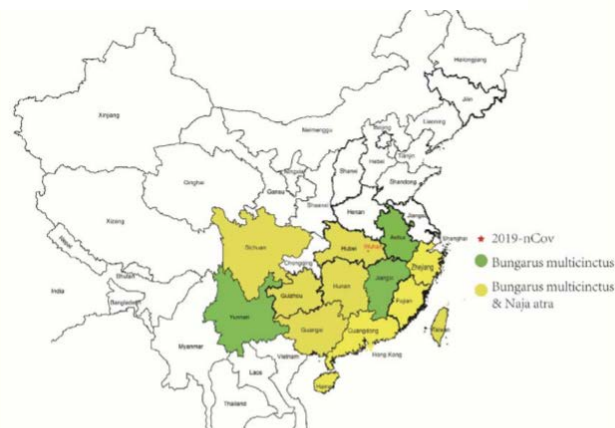 Heilongjiang
Jilin
Xinjiang
Neimenggu
Liaoning
Beijing
Tianjin
Hebei
Ningxia
Shanxi
Shandong
Qinghai
Gansu
Shaanxi
Henan
Jiangsu
Xizang
Sichuan
Hubei
Wuhan
Anhui
Shanghai
Chongqing
Zhejiang
Nepal
Bhutan
India
Bangladesh
Guizhou
Hunan
Jiangxi
Fujian
Yunnan
Guangxi
Guangdong
Taiwan
Hong Kong
Myanmar
Vietnam
Laos
Hainan
Thailand
2019-nCov
Bungarus multicinctus
Bungarus multicinctus
& Naja atra